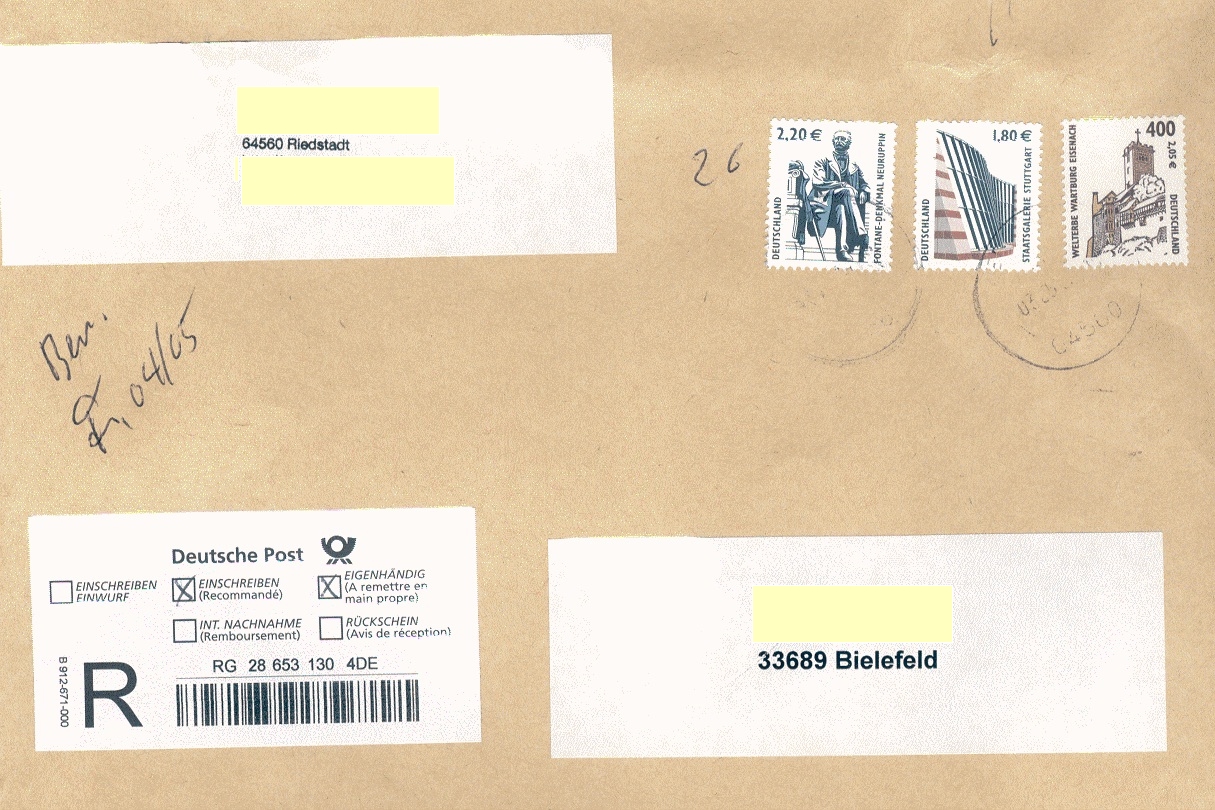 64560 Riedstadt
26
2,20 €
DEUTSCHLAND
FONTANE-DENKMAL NEURUPPIN
1,80 €
DEUTSCHLAND
STAATSGALERIE STUTTGART
400
2,05 €
WELTERBE WARTBURG EISENACH
DEUTSCHLAND
04/05
Deutsche Post
EINSCHREIBEN EINWURF
EINSCHREIBEN (Recommandé)
EIGENHÄNDIG (A remettre en main propre)
INT. NACHNAHME (Remboursement)
RÜCKSCHEIN (Avis de réception)
RG 28 653 130 4DE
B 912-671-000
R
33689 Bielefeld